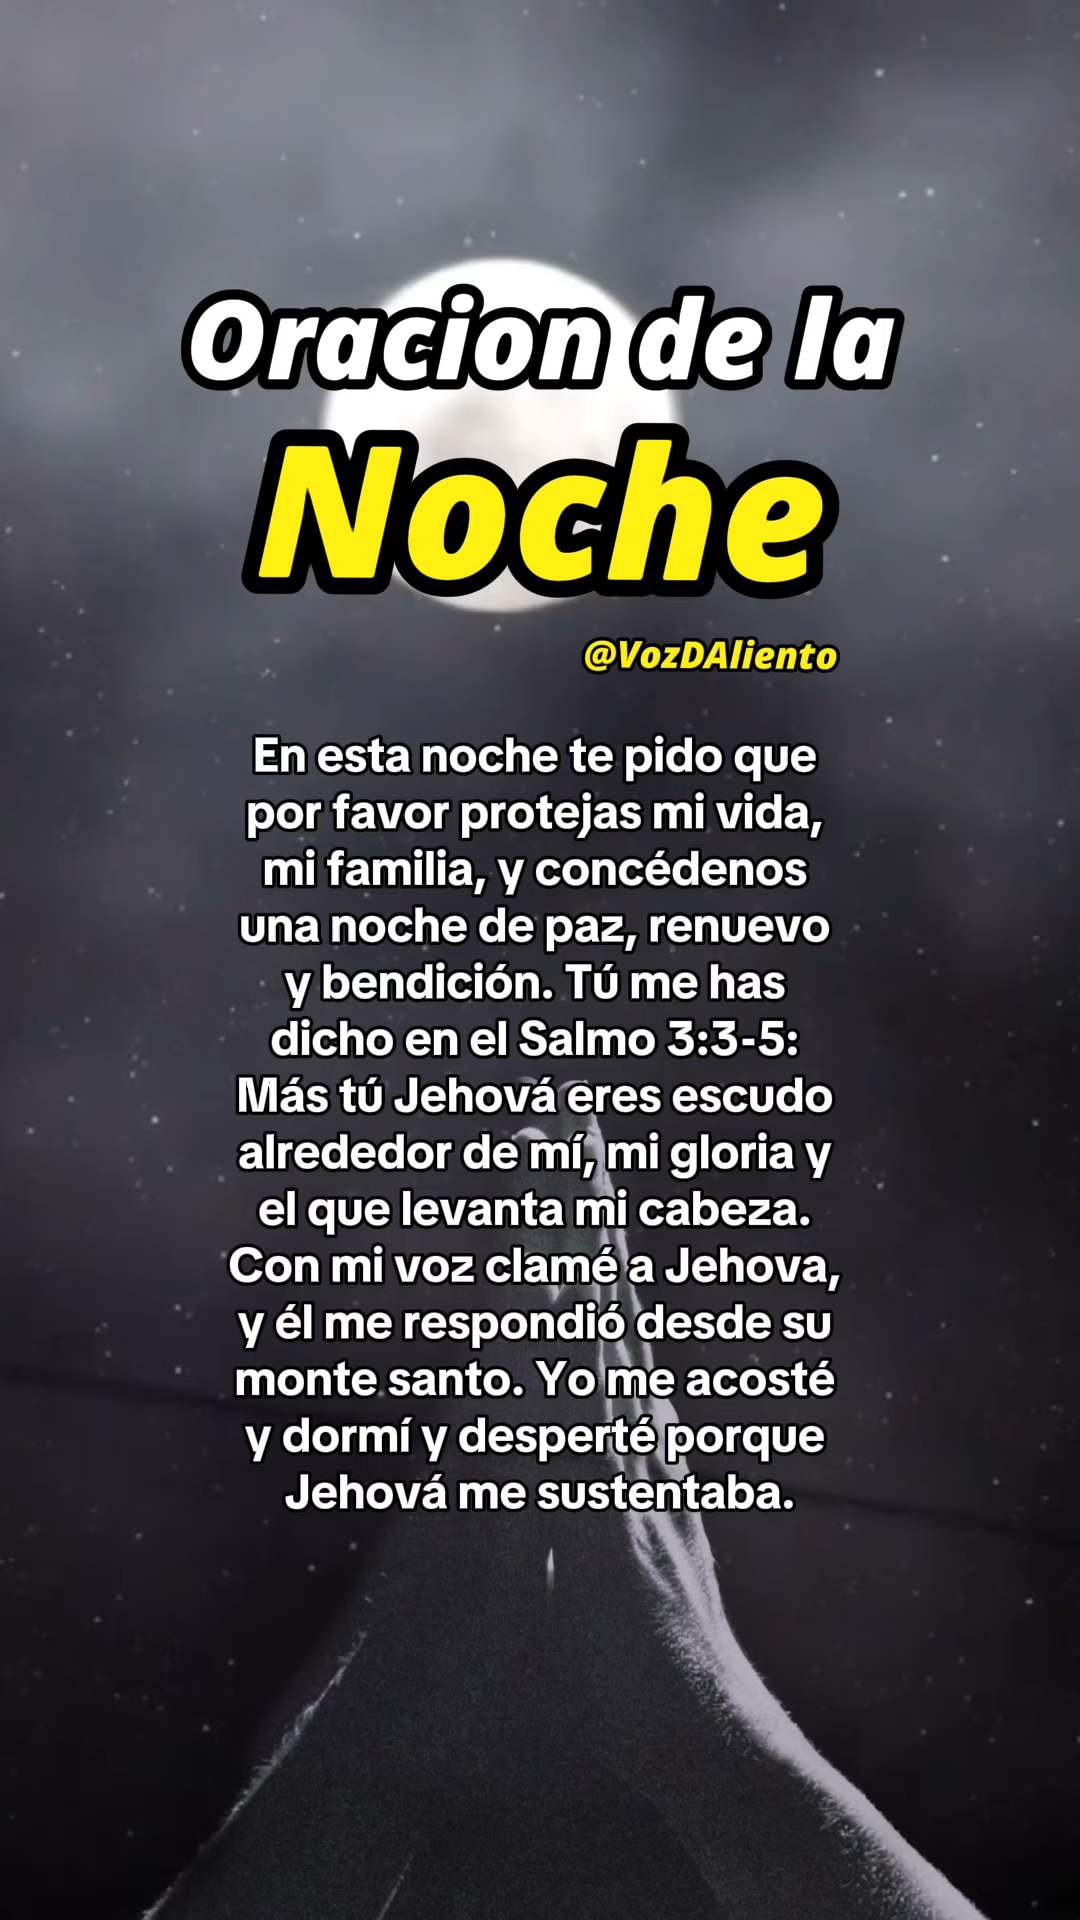 Oracion de la
Noche
@VozDAliento
En esta noche te pido que
por favor protejas mi vida,
mi familia, y concédenos
una noche de paz, renuevo
y bendición. Tú me has
dicho en el Salmo 3:3-5:
Más tú Jehová eres escudo
alrededor de mí, mi gloria y
el que levanta mi cabeza.
Con mi voz clamé a Jehova,
y él me respondió desde su
monte santo. Yo me acosté
y dormí y desperté porque
Jehová me sustentaba.